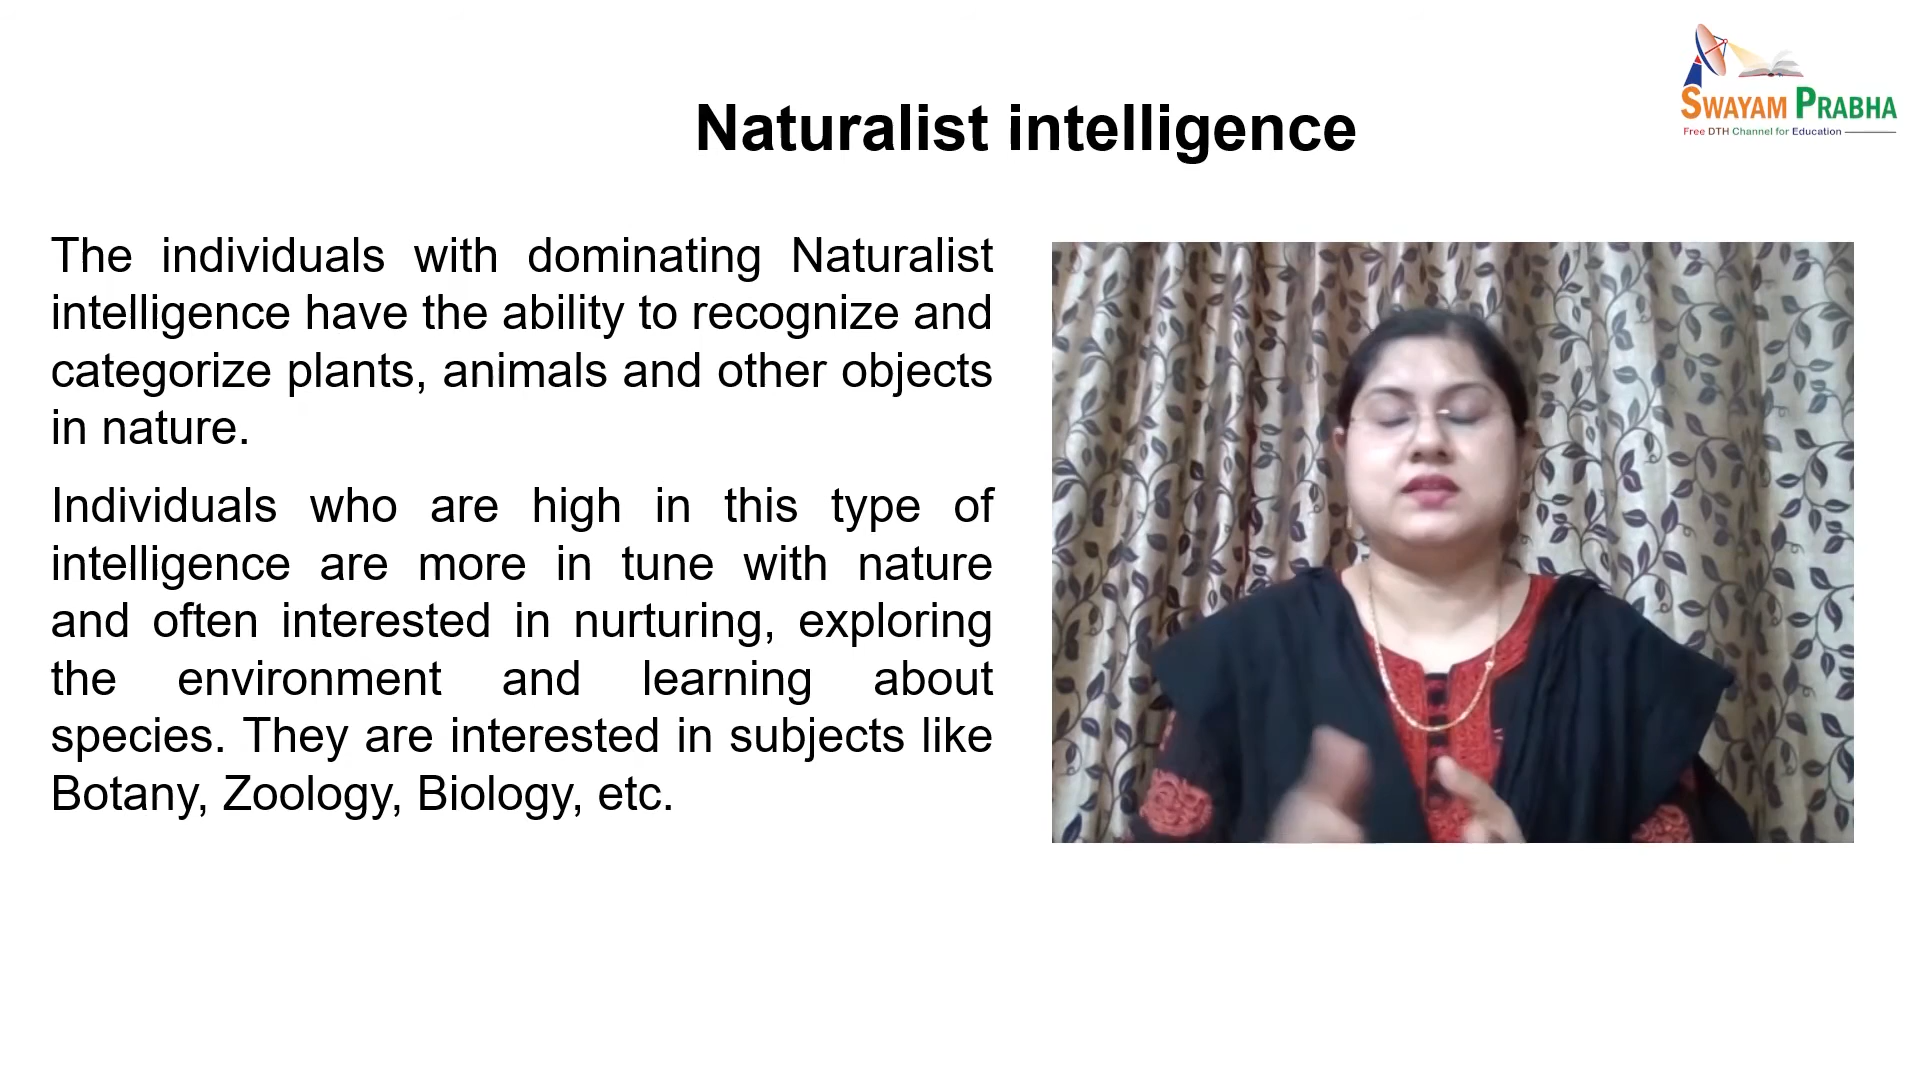 SWAYAM PRABHA
Free DTH Channel for Education
Naturalist intelligence
The individuals with dominating Naturalist
intelligence have the ability to recognize and
categorize plants, animals and other objects
in nature.
Individuals who are high in this type of
intelligence are more in tune with nature
and often interested in nurturing, exploring
the environment and learning about
species. They are interested in subjects like
Botany, Zoology, Biology, etc.